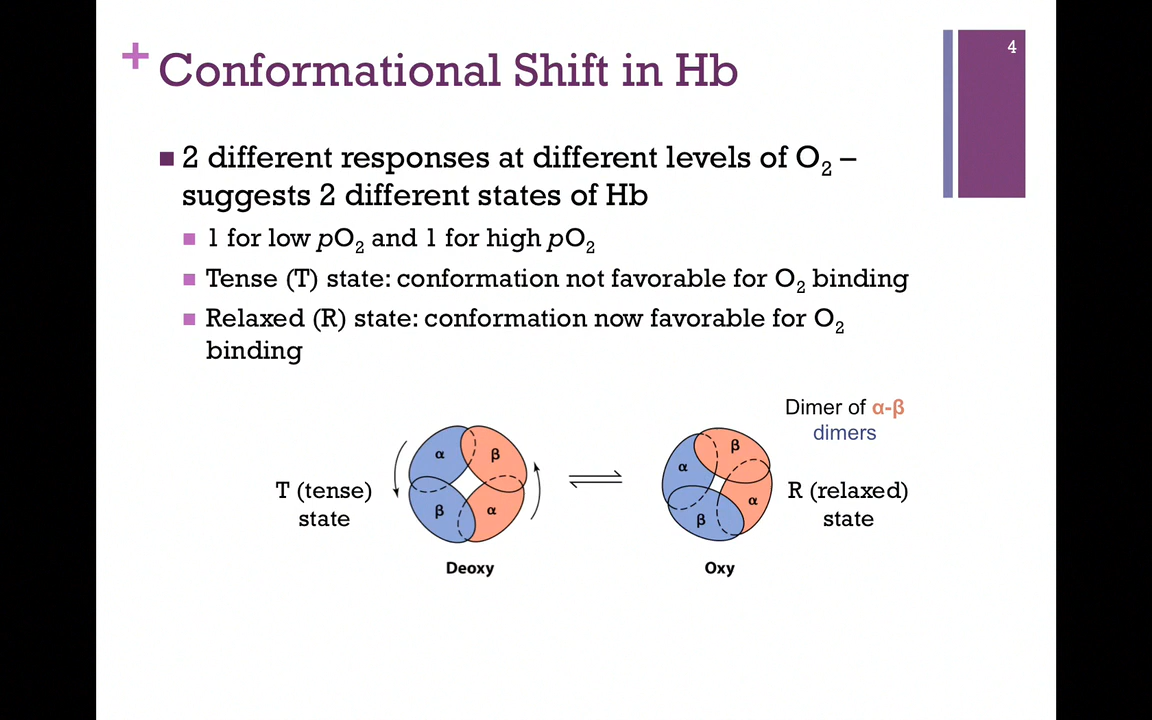 4
+ Conformational Shift in Hb
■ 2 different responses at different levels of O₂ –
suggests 2 different states of Hb
■ 1 for low pO₂ and 1 for high pO₂
■ Tense (T) state: conformation not favorable for O₂ binding
■ Relaxed (R) state: conformation now favorable for O₂
binding
Dimer of α-β
dimers
T (tense)
state
α β
β α
Deoxy
β
α
α
β
Oxy
R (relaxed)
state